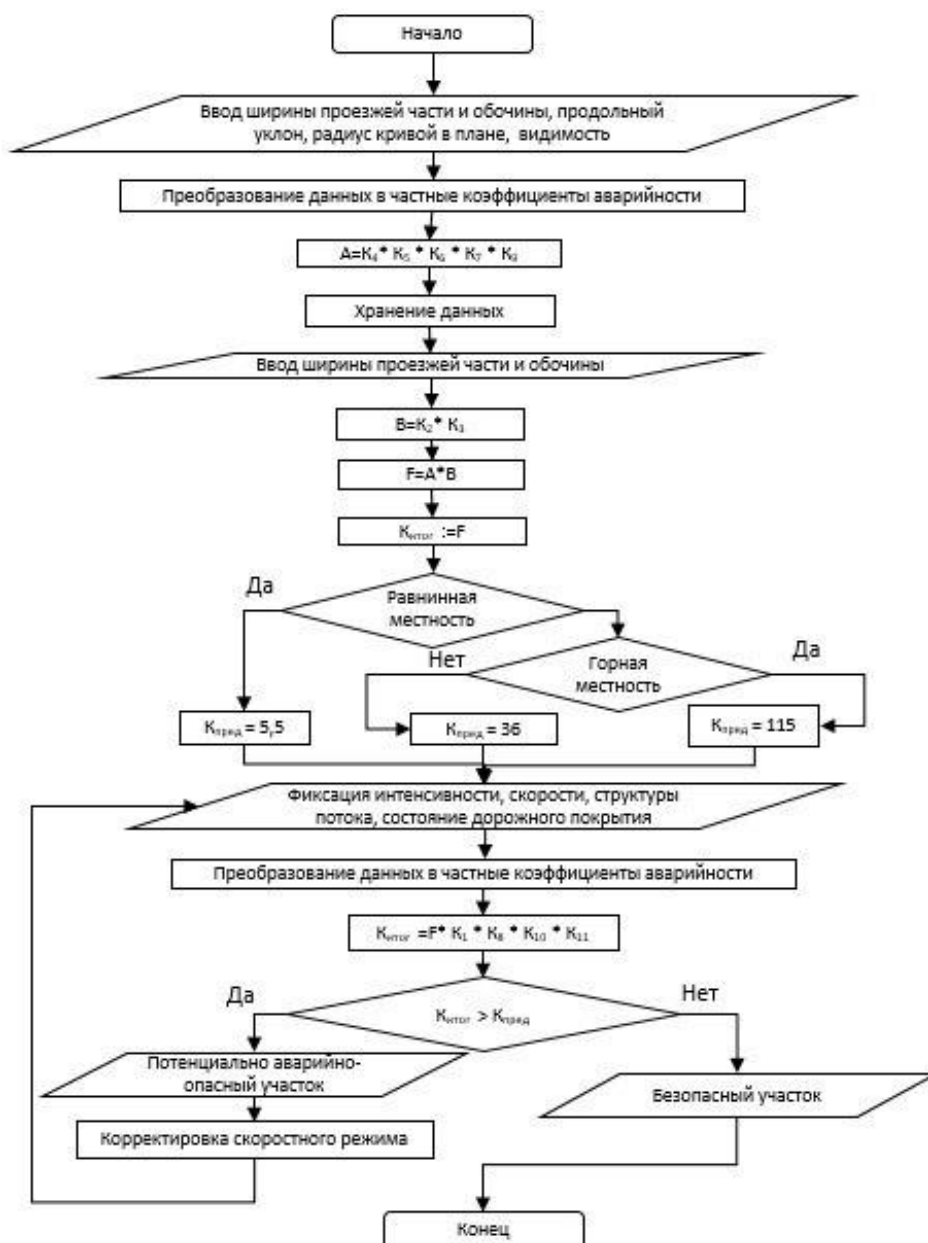 Начало
Ввод ширины проезжей части и обочины, продольный
уклон, радиус кривой в плане, видимость
Преобразование данных в частные коэффициенты аварийности
A=K₄* K₅ * K₆ * K₇ * K₉
Хранение данных
Ввод ширины проезжей части и обочины
B=K₂* K₃
F=A*B
Kитог :=F
Да
Равнинная
местность
Нет
Горная
местность
Да
Kпред = 5,5
Kпред = 36
Kпред = 115
Фиксация интенсивности, скорости, структуры
потока, состояние дорожного покрытия
Преобразование данных в частные коэффициенты аварийности
Kитог =F* K₁ * K₈ * K₁₀ * K₁₁
Да
Kитог > Kпред
Нет
Потенциально аварийно-
опасный участок
Безопасный участок
Корректировка скоростного режима
Конец